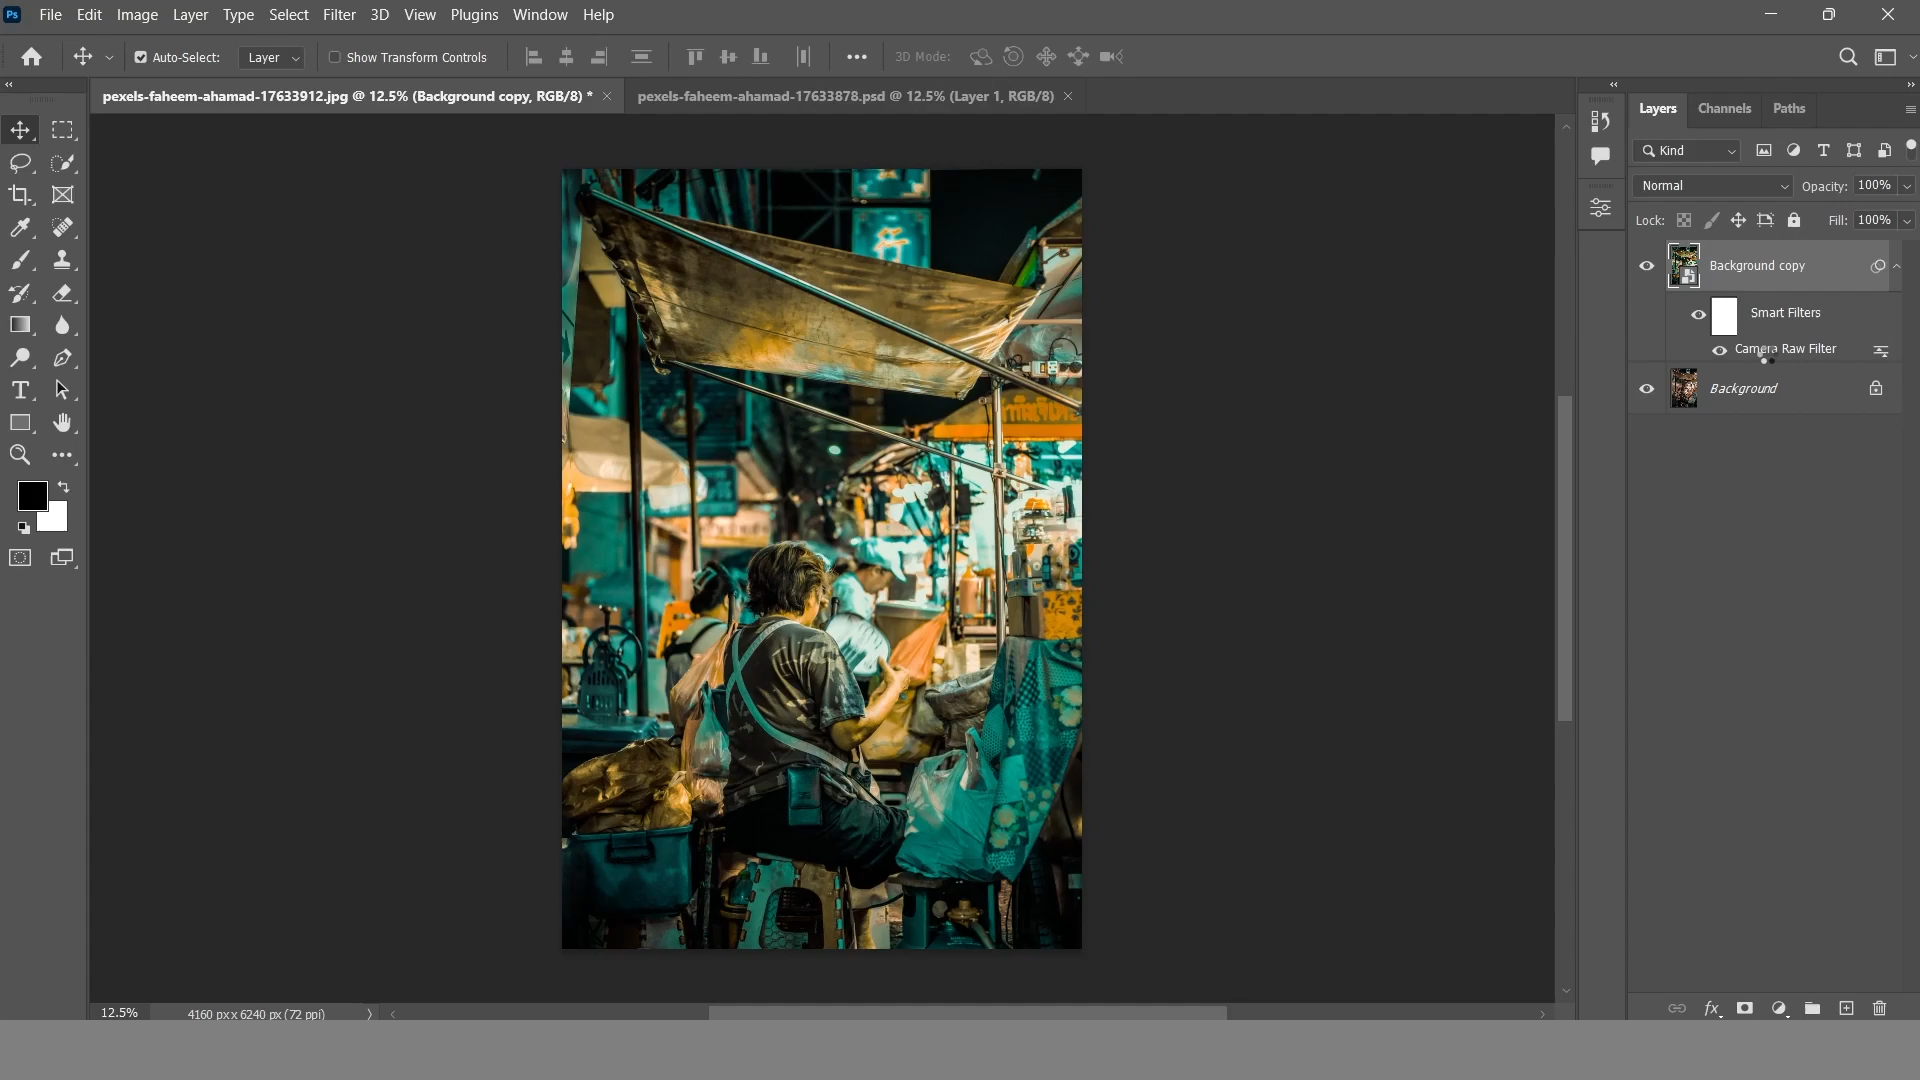 Ps File Edit Image Layer Type Select Filter 3D View Plugins Window Help
Auto-Select: Layer Show Transform Controls 3D Mode:
pexels-faheem-ahamad-17633912.jpg @ 12.5% (Background copy, RGB/8) *
pexels-faheem-ahamad-17633878.psd @ 12.5% (Layer 1, RGB/8)
Layers Channels Paths
Kind
Normal Opacity: 100%
Lock: Fill: 100%
Background copy
Smart Filters
Camera Raw Filter
Background
fx
12.5% 4160 px x 6240 px (72 ppi)